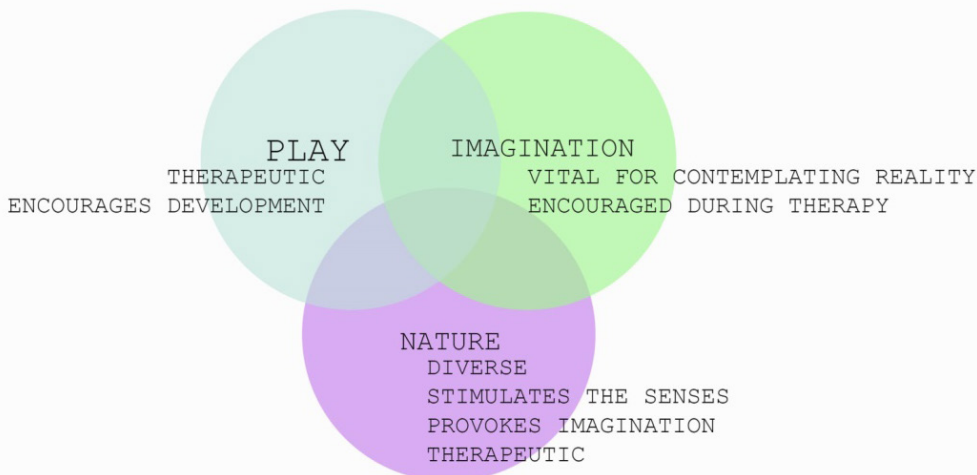 PLAY
THERAPEUTIC
ENCOURAGES DEVELOPMENT
IMAGINATION
VITAL FOR CONTEMPLATING REALITY
ENCOURAGED DURING THERAPY
NATURE
DIVERSE
STIMULATES THE SENSES
PROVOKES IMAGINATION
THERAPEUTIC